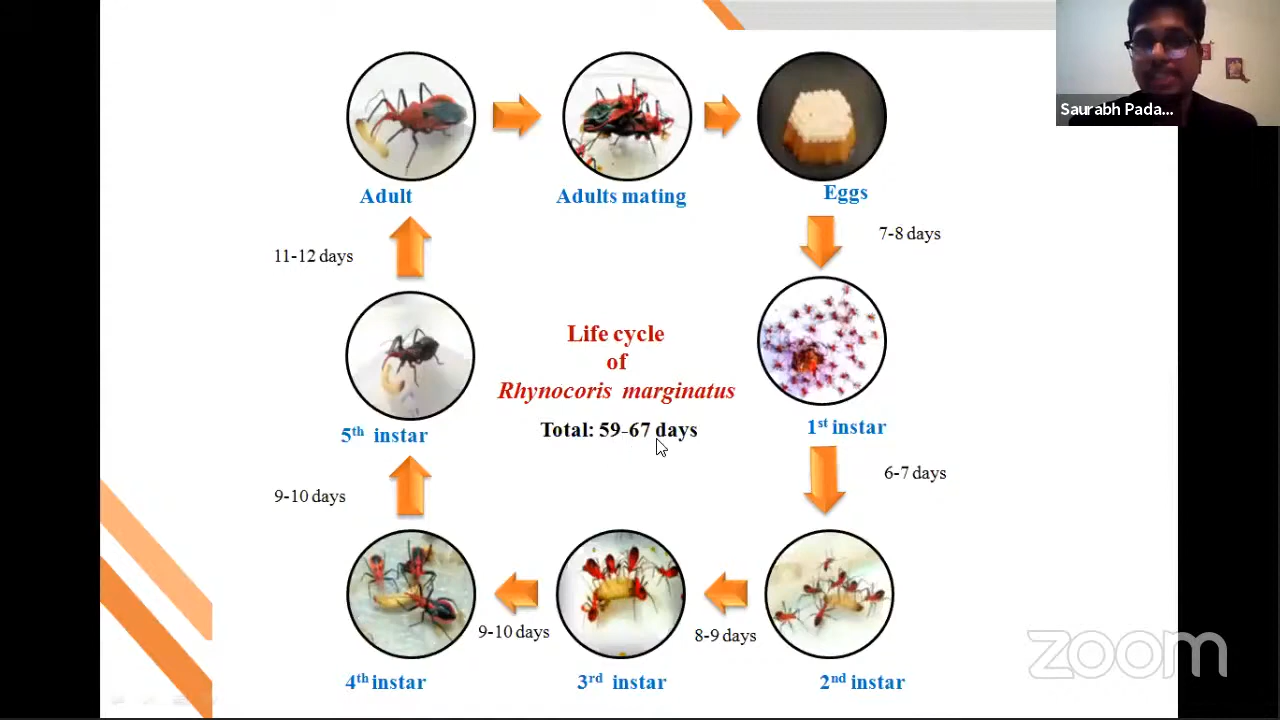 Saurabh Pada...
Adult
Adults mating
Eggs
11-12 days
7-8 days
Life cycle
of
Rhynocoris marginatus
Total: 59-67 days
5th instar
1st instar
9-10 days
6-7 days
9-10 days
8-9 days
4th instar
3rd instar
2nd instar
zoom